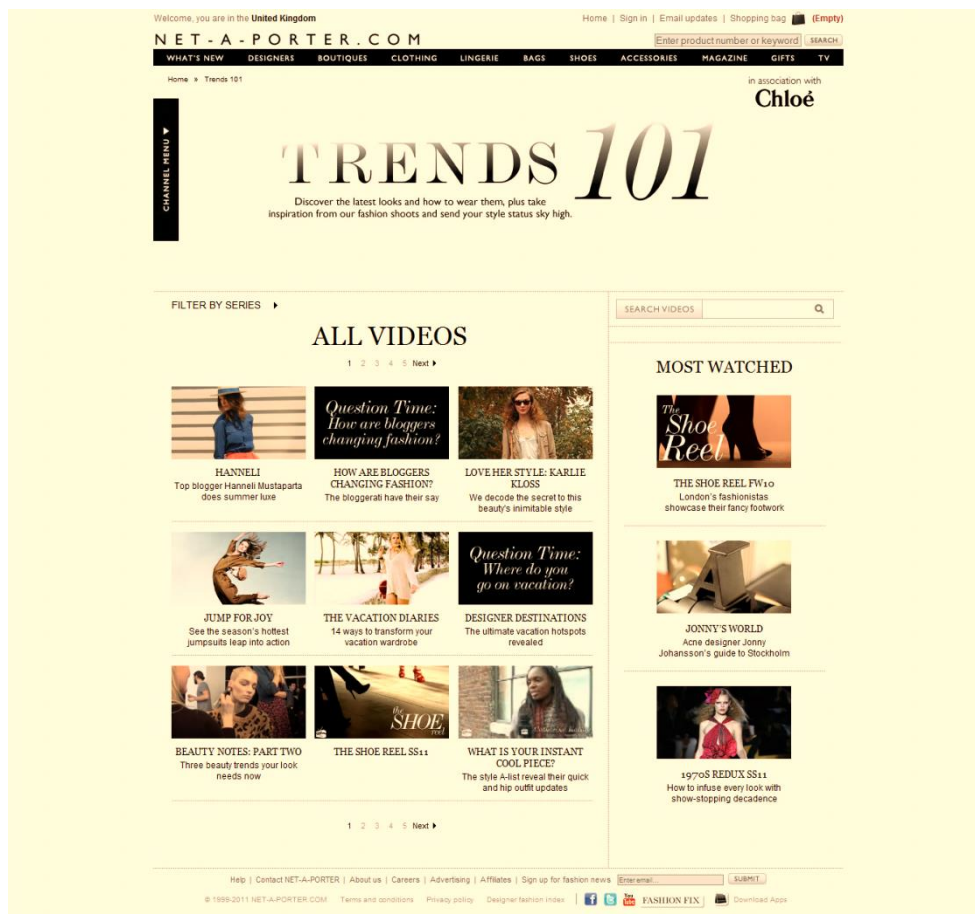 Welcome, you are in the United Kingdom
Home | Sign in | Email updates | Shopping bag (Empty)
NET-A-PORTER.COM
Enter product number or keyword SEARCH
WHAT'S NEW DESIGNERS BOUTIQUES CLOTHING LINGERIE BAGS SHOES ACCESSORIES MAGAZINE GIFTS TV
Home » Trends 101
in association with
Chloé
CHANNEL MENU
TRENDS 101
Discover the latest looks and how to wear them, plus take
inspiration from our fashion shoots and send your style status sky high.
FILTER BY SERIES
ALL VIDEOS
1 2 3 4 5 Next
Question Time:
How are bloggers
changing fashion?
HANNELI
Top blogger Hanneli Mustaparta
does summer luxe
HOW ARE BLOGGERS
CHANGING FASHION?
The bloggerati have their say
LOVE HER STYLE: KARLIE
KLOSS
We decode the secret to this
beauty's inimitable style
Question Time:
Where do you
go on vacation?
JUMP FOR JOY
See the season's hottest
jumpsuits leap into action
THE VACATION DIARIES
14 ways to transform your
vacation wardrobe
DESIGNER DESTINATIONS
The ultimate vacation hotspots
revealed
the
SHOE
reel
BEAUTY NOTES: PART TWO
Three beauty trends your look
needs now
THE SHOE REEL SS11
WHAT IS YOUR INSTANT
COOL PIECE?
The style A-list reveal their quick
and hip outfit updates
1 2 3 4 5 Next
SEARCH VIDEOS
MOST WATCHED
The
Shoe
Reel
THE SHOE REEL FW10
London's fashionistas
showcase their fancy footwork
A
JONNY'S WORLD
Acne designer Jonny
Johansson's guide to Stockholm
1970S REDUX SS11
How to infuse every look with
show-stopping decadence
Help | Contact NET-A-PORTER | About us | Careers | Advertising | Affiliates | Sign up for fashion news Enter email... SUBMIT
© 1999-2011 NET-A-PORTER.COM Terms and conditions Privacy policy Designer fashion index | f You Tube FASHION FIX Download Apps